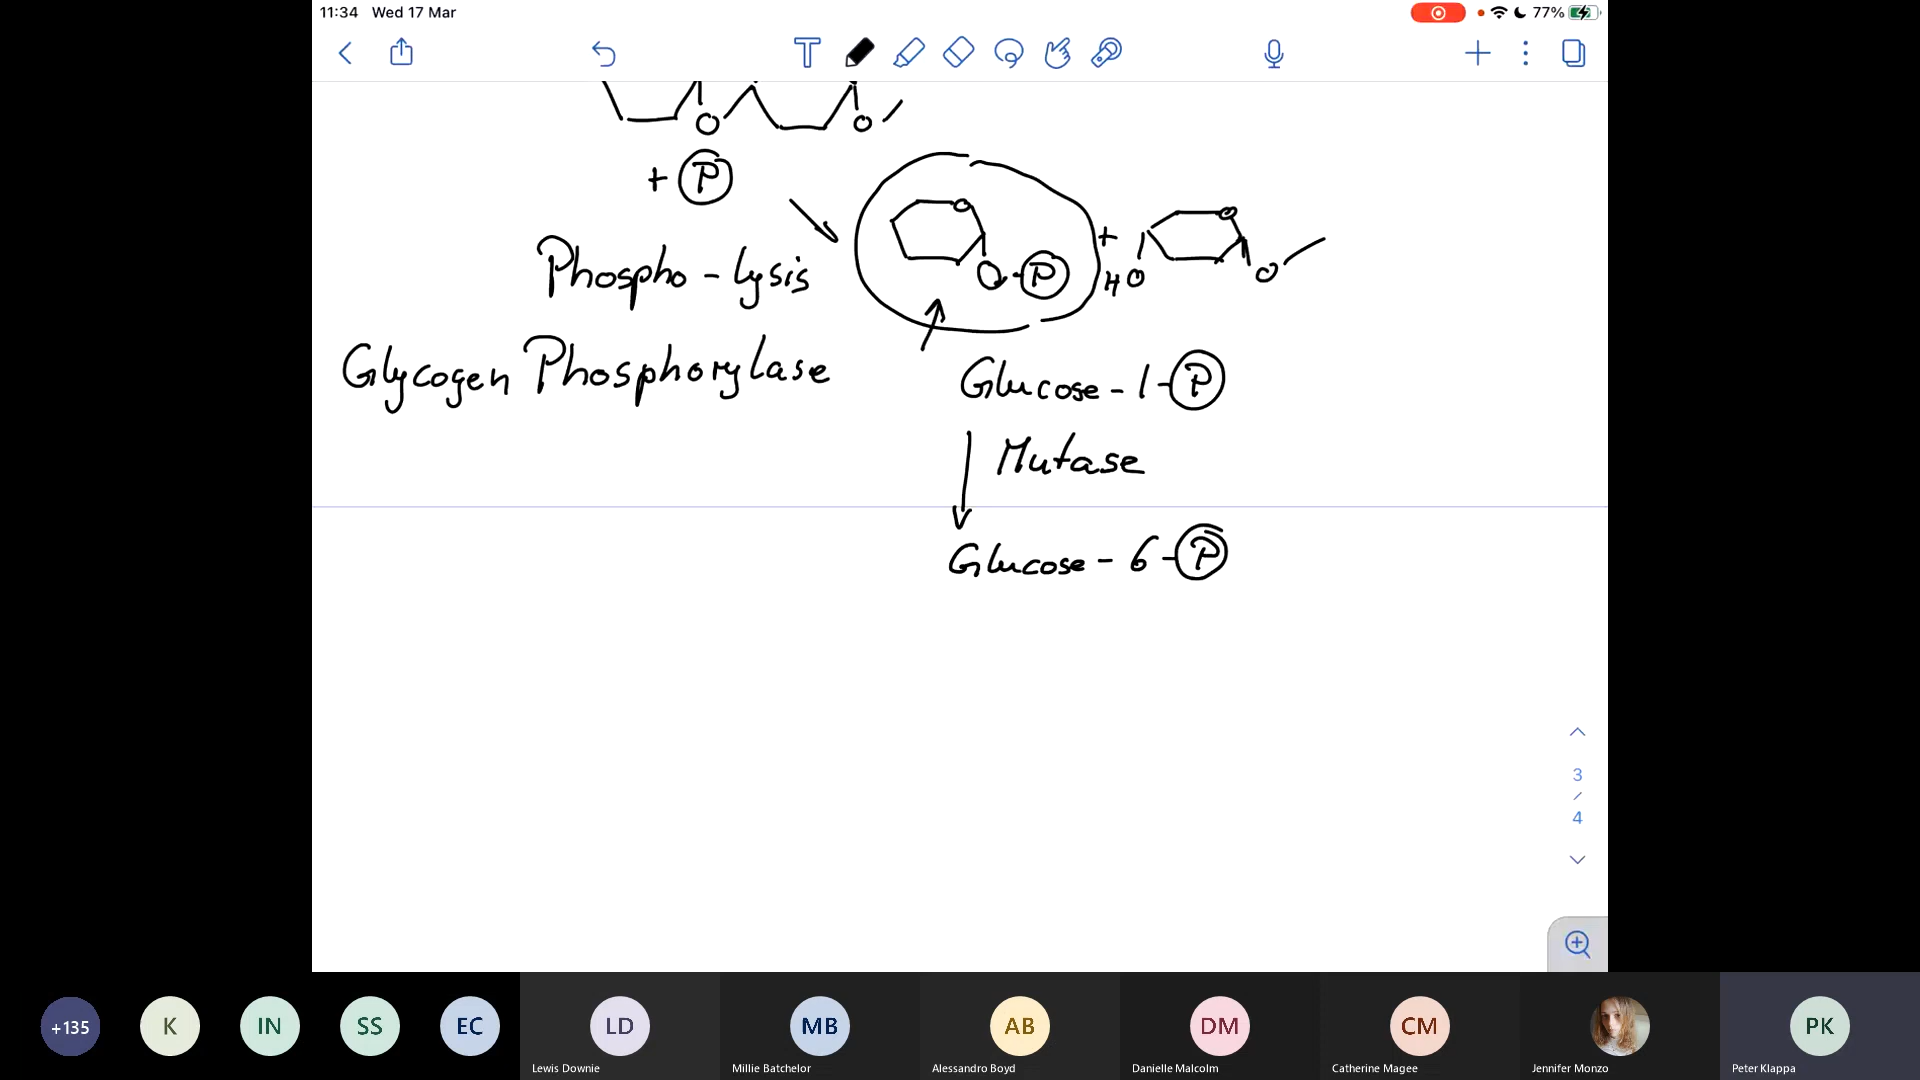 11:34 Wed 17 Mar
77%
T
O O
+ P
O O
O-P + HO O
Phospho-lysis
Glycogen Phosphorylase
Glucose-1-P
Mutase
Glucose-6-P
3
/
4
+135 K IN SS EC LD MB AB DM CM PK
Lewis Downie Millie Batchelor Alessandro Boyd Danielle Malcolm Catherine Magee Jennifer Monzo Peter Klappa